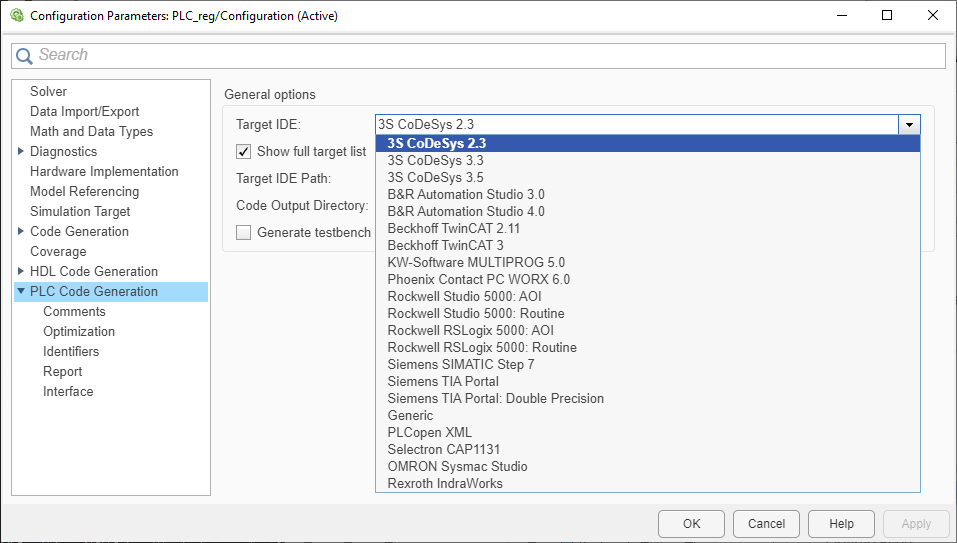 Configuration Parameters: PLC_reg/Configuration (Active)
Search
Solver
Data Import/Export
Math and Data Types
Diagnostics
Hardware Implementation
Model Referencing
Simulation Target
Code Generation
Coverage
HDL Code Generation
PLC Code Generation
Comments
Optimization
Identifiers
Report
Interface
General options
Target IDE:
3S CoDeSys 2.3
Show full target list
Target IDE Path:
Code Output Directory:
Generate testbench
3S CoDeSys 2.3
3S CoDeSys 3.3
3S CoDeSys 3.5
B&R Automation Studio 3.0
B&R Automation Studio 4.0
Beckhoff TwinCAT 2.11
Beckhoff TwinCAT 3
KW-Software MULTIPROG 5.0
Phoenix Contact PC WORX 6.0
Rockwell Studio 5000: AOI
Rockwell Studio 5000: Routine
Rockwell RSLogix 5000: AOI
Rockwell RSLogix 5000: Routine
Siemens SIMATIC Step 7
Siemens TIA Portal
Siemens TIA Portal: Double Precision
Generic
PLCopen XML
Selectron CAP1131
OMRON Sysmac Studio
Rexroth IndraWorks
OK
Cancel
Help
Apply